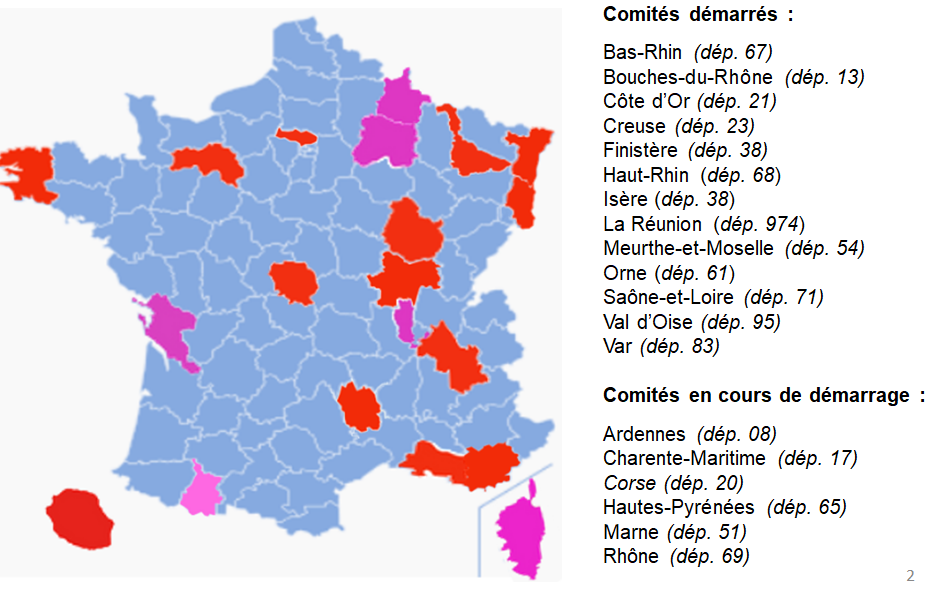 Comités démarrés :
Bas-Rhin (dép. 67)
Bouches-du-Rhône (dép. 13)
Côte d’Or (dép. 21)
Creuse (dép. 23)
Finistère (dép. 38)
Haut-Rhin (dép. 68)
Isère (dép. 38)
La Réunion (dép. 974)
Meurthe-et-Moselle (dép. 54)
Orne (dép. 61)
Saône-et-Loire (dép. 71)
Val d’Oise (dép. 95)
Var (dép. 83)
Comités en cours de démarrage :
Ardennes (dép. 08)
Charente-Maritime (dép. 17)
Corse (dép. 20)
Hautes-Pyrénées (dép. 65)
Marne (dép. 51)
Rhône (dép. 69)
2